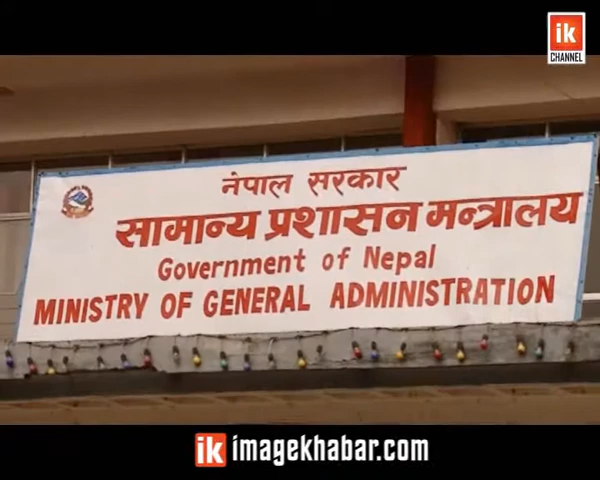 ik
CHANNEL
नेपाल सरकार
सामान्य प्रशासन मन्त्रालय
Government of Nepal
MINISTRY OF GENERAL ADMINISTRATION
ik imagekhabar.com